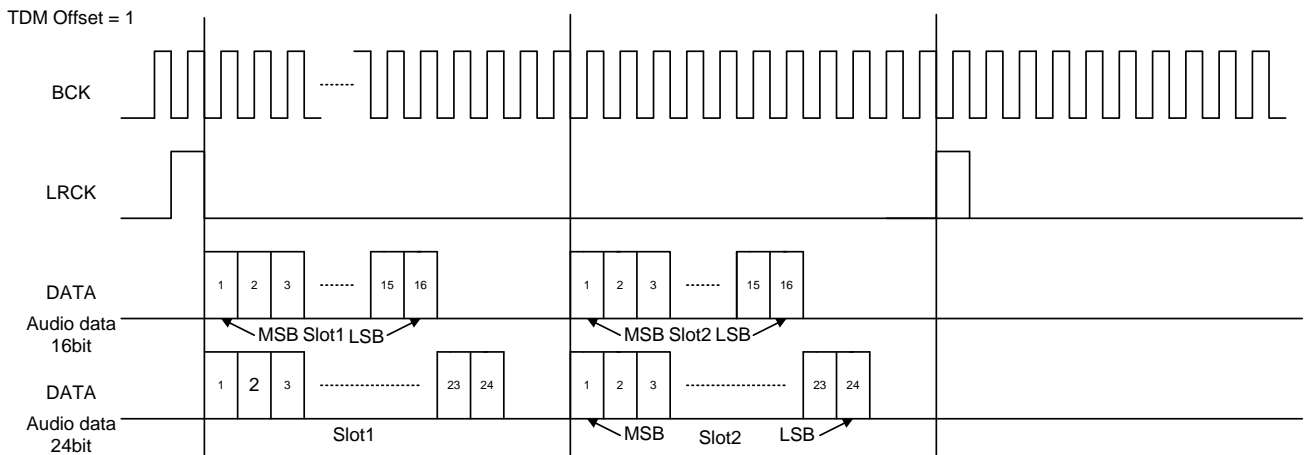 TDM Offset = 1
BCK
LRCK
DATA
1 2 3 15 16 1 2 3 15 16
Audio data
16bit
MSB Slot1 LSB MSB Slot2 LSB
DATA
1 2 3 23 24 1 2 3 23 24
Audio data
24bit
Slot1 MSB Slot2 LSB